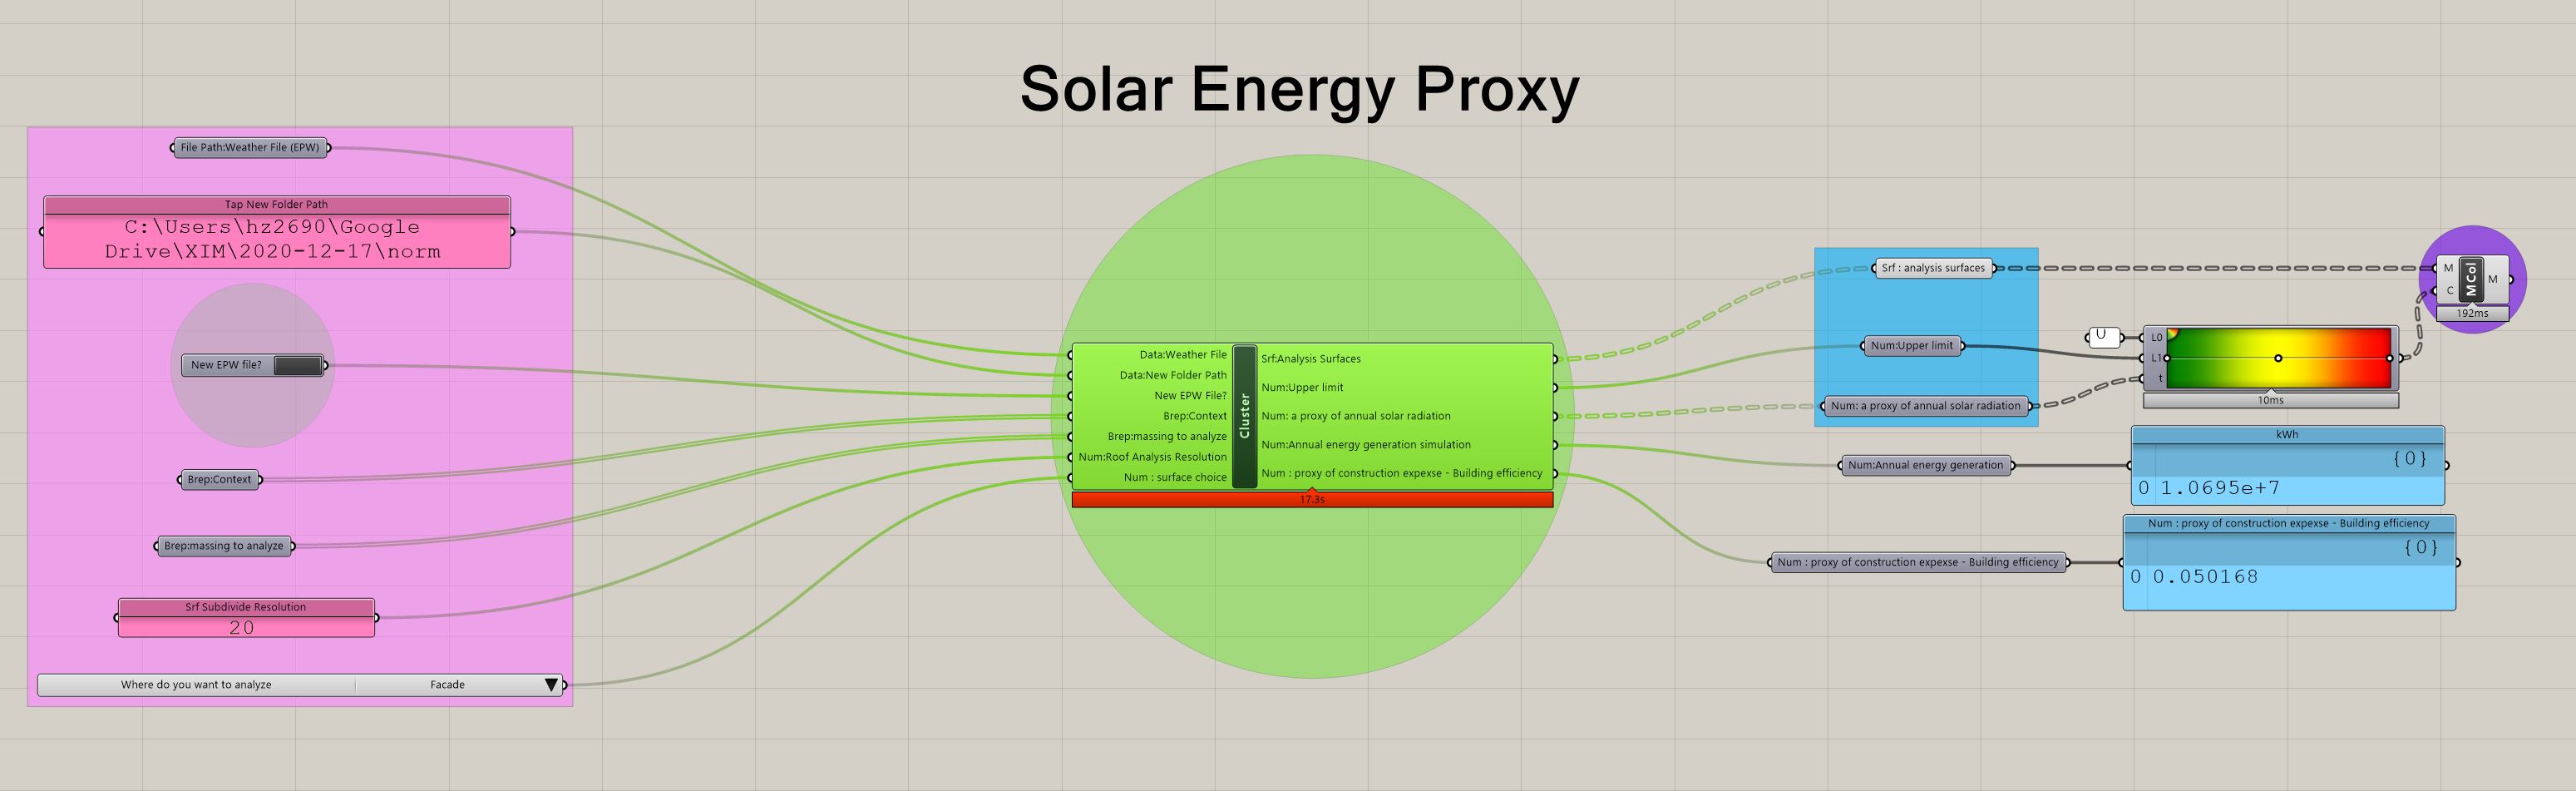 Solar Energy Proxy
File Path:Weather File (EPW)
Tap New Folder Path
C:\Users\hz2690\Google
Drive\XIM\2020-12-17\norm
New EPW file?
Brep:Context
Brep:massing to analyze
Srf Subdivide Resolution
20
Where do you want to analyze
Facade
Data:Weather File
Data:New Folder Path
New EPW File?
Brep:Context
Brep:massing to analyze
Num:Roof Analysis Resolution
Num : surface choice
Cluster
Srf:Analysis Surfaces
Num:Upper limit
Num: a proxy of annual solar radiation
Num:Annual energy generation simulation
Num : proxy of construction expexse - Building efficiency
17.3s
Srf : analysis surfaces
Num:Upper limit
Num: a proxy of annual solar radiation
Num:Annual energy generation
Num : proxy of construction expexse - Building efficiency
L0
L1
t
10ms
M
C
MCol
M
192ms
kWh
{0}
0 1.0695e+7
Num : proxy of construction expexse - Building efficiency
{0}
0 0.050168